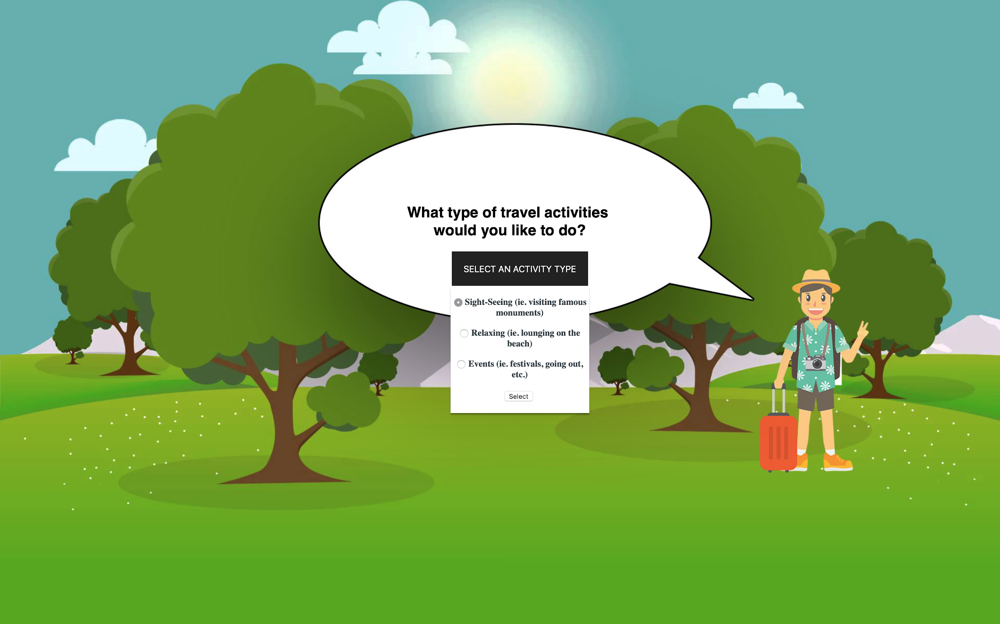 What type of travel activities
would you like to do?
SELECT AN ACTIVITY TYPE
Sight-Seeing (ie. visiting famous
monuments)
Relaxing (ie. lounging on the
beach)
Events (ie. festivals, going out,
etc.)
Select